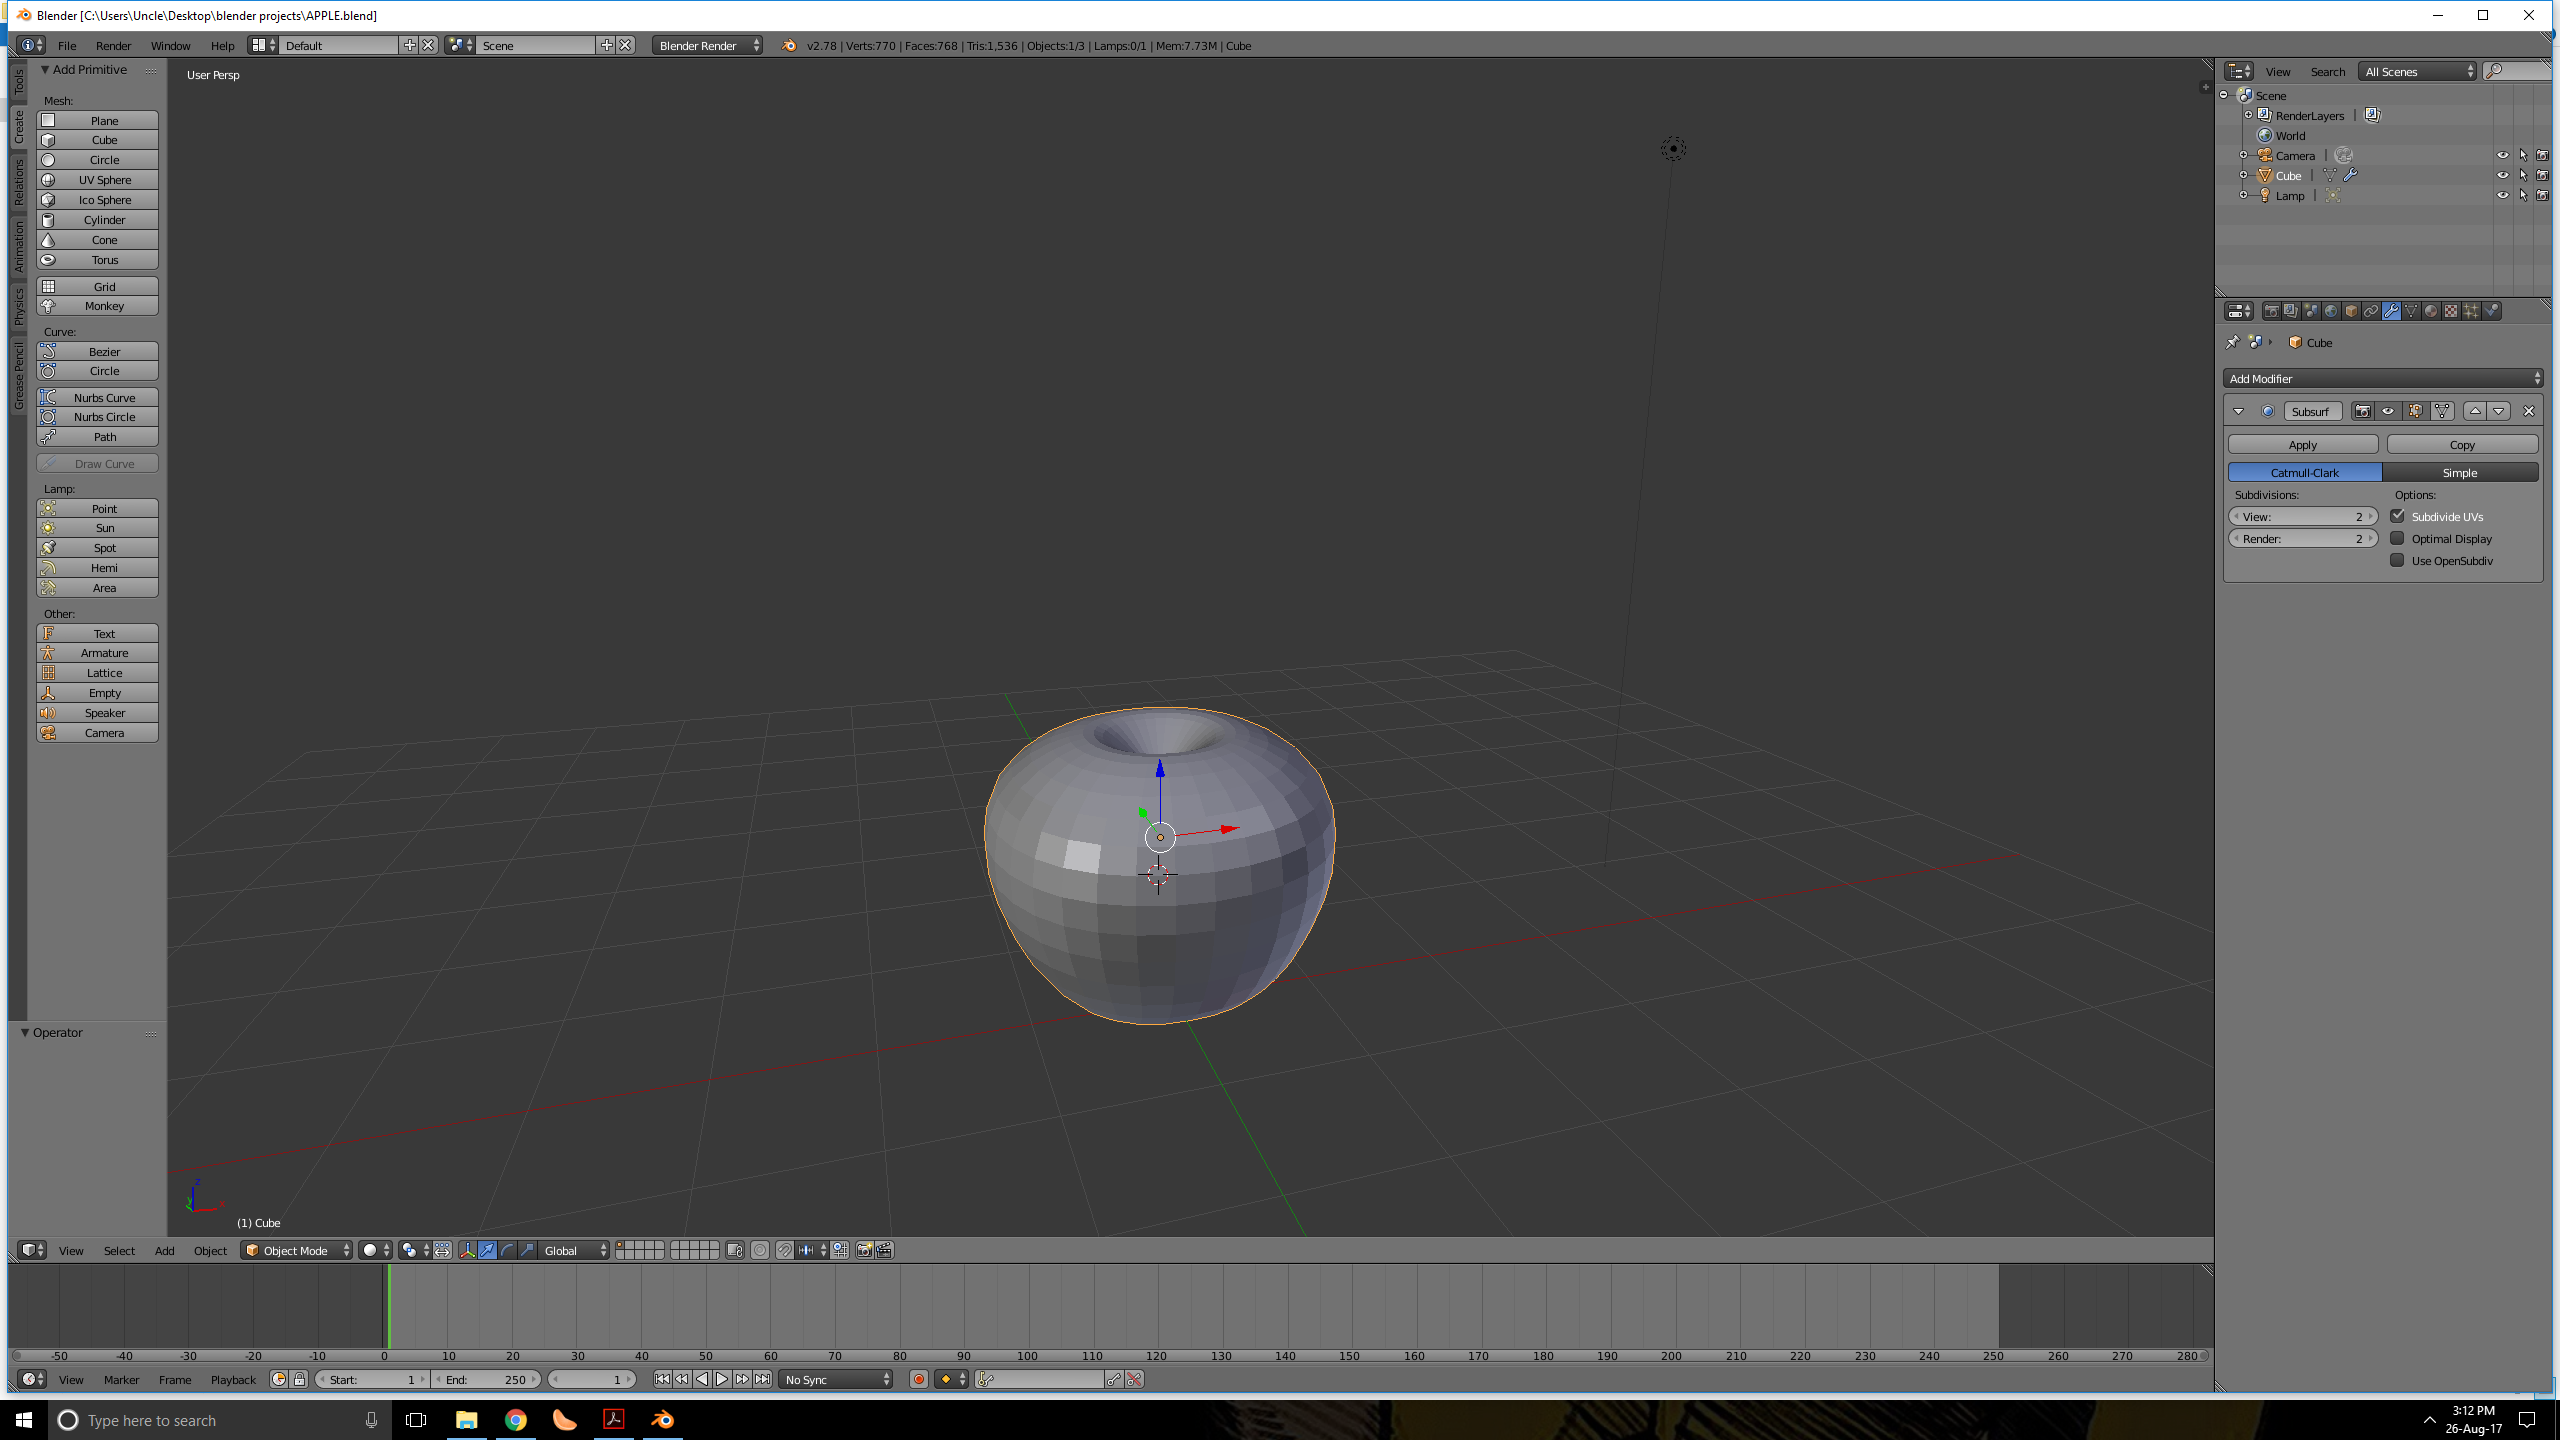 Blender [C:\Users\Uncle\Desktop\blender projects\APPLE.blend]
File Render Window Help Default Scene Blender Render v2.78 | Verts:770 | Faces:768 | Tris:1,536 | Objects:1/3 | Lamps:0/1 | Mem:7.73M | Cube
Tools
Create
Relations
Animation
Physics
Grease Pencil
Add Primitive
Mesh:
Plane
Cube
Circle
UV Sphere
Ico Sphere
Cylinder
Cone
Torus
Grid
Monkey
Curve:
Bezier
Circle
Nurbs Curve
Nurbs Circle
Path
Draw Curve
Lamp:
Point
Sun
Spot
Hemi
Area
Other:
Text
Armature
Lattice
Empty
Speaker
Camera
Operator
User Persp
z
x
y
(1) Cube
View Search All Scenes
Scene
RenderLayers |
World
Camera |
Cube |
Lamp |
Cube
Add Modifier
Subsurf
Apply Copy
Catmull-Clark Simple
Subdivisions: Options:
View: 2 Subdivide UVs
Render: 2 Optimal Display
Use OpenSubdiv
View Select Add Object Object Mode Global
-50 -40 -30 -20 -10 0 10 20 30 40 50 60 70 80 90 100 110 120 130 140 150 160 170 180 190 200 210 220 230 240 250 260 270 280
View Marker Frame Playback Start: 1 End: 250 1 No Sync
Type here to search
3:12 PM
26-Aug-17